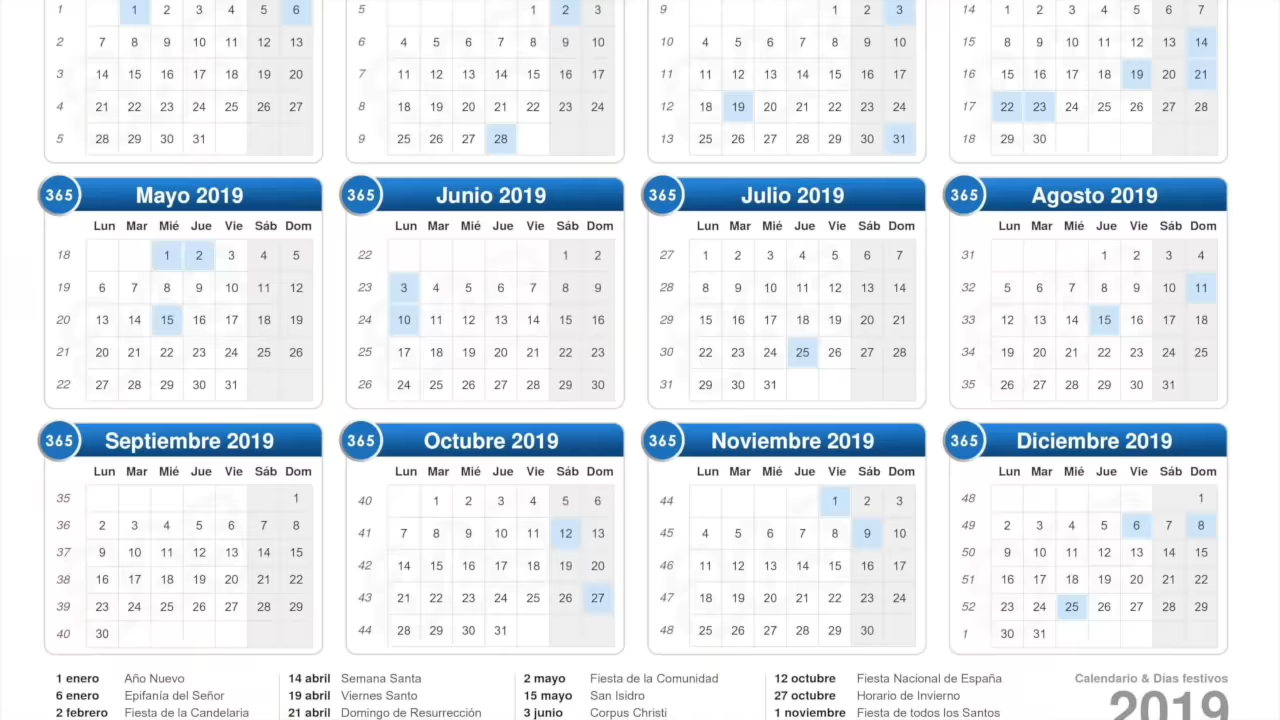 1 1 2 3 4 5 6 5 1 2 3 9 1 2 3 14 1 2 3 4 5 6 7
2 7 8 9 10 11 12 13 6 4 5 6 7 8 9 10 10 4 5 6 7 8 9 10 15 8 9 10 11 12 13 14
3 14 15 16 17 18 19 20 7 11 12 13 14 15 16 17 11 11 12 13 14 15 16 17 16 15 16 17 18 19 20 21
4 21 22 23 24 25 26 27 8 18 19 20 21 22 23 24 12 18 19 20 21 22 23 24 17 22 23 24 25 26 27 28
5 28 29 30 31 9 25 26 27 28 13 25 26 27 28 29 30 31 18 29 30
365 Mayo 2019 365 Junio 2019 365 Julio 2019 365 Agosto 2019
Lun Mar Mié Jue Vie Sáb Dom Lun Mar Mié Jue Vie Sáb Dom Lun Mar Mié Jue Vie Sáb Dom Lun Mar Mié Jue Vie Sáb Dom
18 1 2 3 4 5 22 1 2 27 1 2 3 4 5 6 7 31 1 2 3 4
19 6 7 8 9 10 11 12 23 3 4 5 6 7 8 9 28 8 9 10 11 12 13 14 32 5 6 7 8 9 10 11
20 13 14 15 16 17 18 19 24 10 11 12 13 14 15 16 29 15 16 17 18 19 20 21 33 12 13 14 15 16 17 18
21 20 21 22 23 24 25 26 25 17 18 19 20 21 22 23 30 22 23 24 25 26 27 28 34 19 20 21 22 23 24 25
22 27 28 29 30 31 26 24 25 26 27 28 29 30 31 29 30 31 35 26 27 28 29 30 31
365 Septiembre 2019 365 Octubre 2019 365 Noviembre 2019 365 Diciembre 2019
Lun Mar Mié Jue Vie Sáb Dom Lun Mar Mié Jue Vie Sáb Dom Lun Mar Mié Jue Vie Sáb Dom Lun Mar Mié Jue Vie Sáb Dom
35 1 40 1 2 3 4 5 6 44 1 2 3 48 1
36 2 3 4 5 6 7 8 41 7 8 9 10 11 12 13 45 4 5 6 7 8 9 10 49 2 3 4 5 6 7 8
37 9 10 11 12 13 14 15 42 14 15 16 17 18 19 20 46 11 12 13 14 15 16 17 50 9 10 11 12 13 14 15
38 16 17 18 19 20 21 22 43 21 22 23 24 25 26 27 47 18 19 20 21 22 23 24 51 16 17 18 19 20 21 22
39 23 24 25 26 27 28 29 44 28 29 30 31 48 25 26 27 28 29 30 52 23 24 25 26 27 28 29
40 30 1 30 31
1 enero Año Nuevo 14 abril Semana Santa 2 mayo Fiesta de la Comunidad 12 octubre Fiesta Nacional de España Calendario & Días festivos
6 enero Epifanía del Señor 19 abril Viernes Santo 15 mayo San Isidro 27 octubre Horario de Invierno 2019
2 febrero Fiesta de la Candelaria 21 abril Domingo de Resurrección 3 junio Corpus Christi 1 noviembre Fiesta de todos los Santos